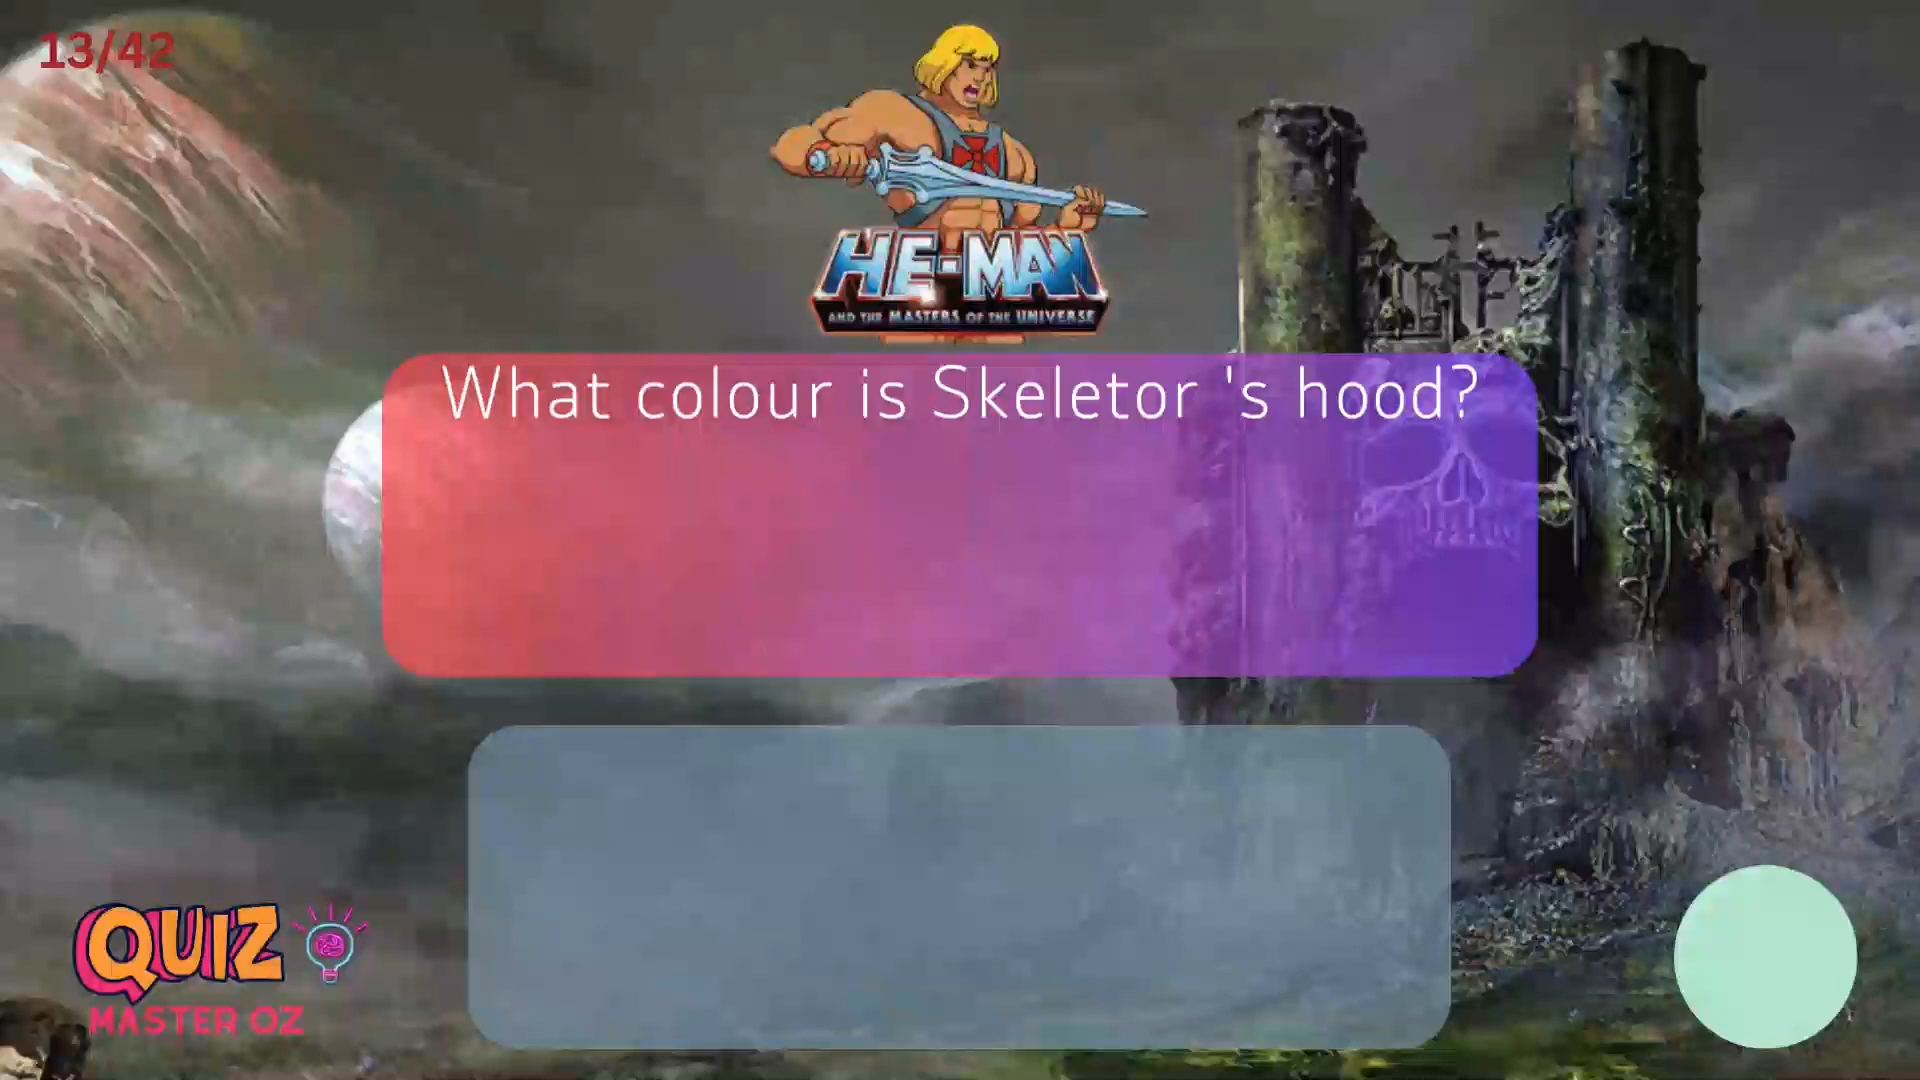 13/42
HE-MAN
AND THE MASTERS OF THE UNIVERSE
What colour is Skeletor 's hood?
QUIZ
MASTER OZ